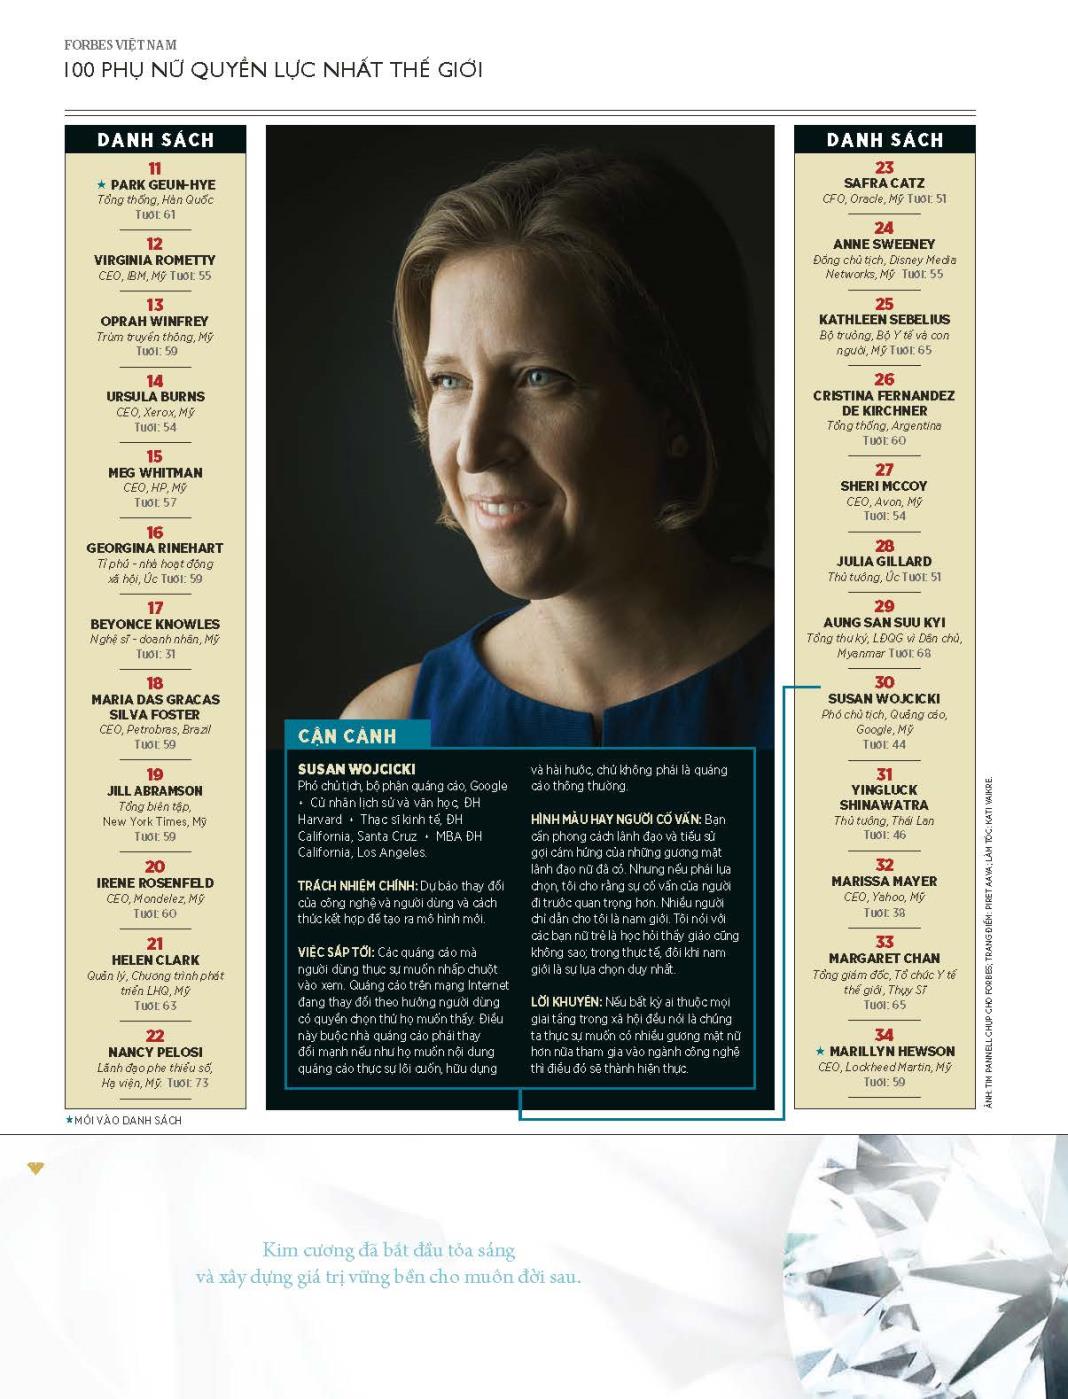 FORBES VIỆT NAM
100 PHỤ NỮ QUYỀN LỰC NHẤT THẾ GIỚI
DANH SÁCH
11
★ PARK GEUN-HYE
Tổng thống, Hàn Quốc
Tuổi: 61
12
VIRGINIA ROMETTY
CEO, IBM, Mỹ Tuổi: 55
13
OPRAH WINFREY
Trùm truyền thông, Mỹ
Tuổi: 59
14
URSULA BURNS
CEO, Xerox, Mỹ
Tuổi: 54
15
MEG WHITMAN
CEO, HP, Mỹ
Tuổi: 57
16
GEORGINA RINEHART
Tỉ phú - nhà hoạt động
xã hội, Úc Tuổi: 59
17
BEYONCE KNOWLES
Nghệ sĩ - doanh nhân, Mỹ
Tuổi: 31
18
MARIA DAS GRACAS
SILVA FOSTER
CEO, Petrobras, Brazil
Tuổi: 59
19
JILL ABRAMSON
Tổng biên tập,
New York Times, Mỹ
Tuổi: 59
20
IRENE ROSENFELD
CEO, Mondelez, Mỹ
Tuổi: 60
21
HELEN CLARK
Quản lý, Chương trình phát
triển LHQ, Mỹ
Tuổi: 63
22
NANCY PELOSI
Lãnh đạo phe thiểu số,
Hạ viện, Mỹ. Tuổi: 73
★MỚI VÀO DANH SÁCH
CẬN CẢNH
SUSAN WOJCICKI
Phó chủ tịch, bộ phận quảng cáo, Google
• Cử nhân lịch sử và văn học, ĐH
Harvard • Thạc sĩ kinh tế, ĐH
California, Santa Cruz • MBA ĐH
California, Los Angeles.
TRÁCH NHIỆM CHÍNH: Dự báo thay đổi
của công nghệ và người dùng và cách
thức kết hợp để tạo ra mô hình mới.
VIỆC SẮP TỚI: Các quảng cáo mà
người dùng thực sự muốn nhấp chuột
vào xem. Quảng cáo trên mạng Internet
đang thay đổi theo hướng người dùng
có quyền chọn thứ họ muốn thấy. Điều
này buộc nhà quảng cáo phải thay
đổi mạnh nếu như họ muốn nội dung
quảng cáo thực sự lôi cuốn, hữu dụng
và hài hước, chứ không phải là quảng
cáo thông thường.
HÌNH MẪU HAY NGƯỜI CỐ VẤN: Bạn
cần phong cách lãnh đạo và tiểu sử
gợi cảm hứng của những gương mặt
lãnh đạo nữ đã có. Nhưng nếu phải lựa
chọn, tôi cho rằng sự cố vấn của người
đi trước quan trọng hơn. Nhiều người
chỉ dẫn cho tôi là nam giới. Tôi nói với
các bạn nữ trẻ là học hỏi thầy giáo cũng
không sao; trong thực tế, đôi khi nam
giới là sự lựa chọn duy nhất.
LỜI KHUYÊN: Nếu bất kỳ ai thuộc mọi
giai tầng trong xã hội đều nói là chúng
ta thực sự muốn có nhiều gương mặt nữ
hơn nữa tham gia vào ngành công nghệ
thì điều đó sẽ thành hiện thực.
DANH SÁCH
23
SAFRA CATZ
CFO, Oracle, Mỹ Tuổi: 51
24
ANNE SWEENEY
Đồng chủ tịch, Disney Media
Networks, Mỹ Tuổi: 55
25
KATHLEEN SEBELIUS
Bộ trưởng, Bộ Y tế và con
người, Mỹ Tuổi: 65
26
CRISTINA FERNANDEZ
DE KIRCHNER
Tổng thống, Argentina
Tuổi: 60
27
SHERI MCCOY
CEO, Avon, Mỹ
Tuổi: 54
28
JULIA GILLARD
Thủ tướng, Úc Tuổi: 51
29
AUNG SAN SUU KYI
Tổng thư ký, LĐQG vì Dân chủ,
Myanmar Tuổi: 68
30
SUSAN WOJCICKI
Phó chủ tịch, Quảng cáo,
Google, Mỹ
Tuổi: 44
31
YINGLUCK
SHINAWATRA
Thủ tướng, Thái Lan
Tuổi: 46
32
MARISSA MAYER
CEO, Yahoo, Mỹ
Tuổi: 38
33
MARGARET CHAN
Tổng giám đốc, Tổ chức Y tế
thế giới, Thụy Sĩ
Tuổi: 65
34
★ MARILLYN HEWSON
CEO, Lockheed Martin, Mỹ
Tuổi: 59
ẢNH: TIM PANNELL CHỤP CHO FORBES; TRANG ĐIỂM: PIRET AAVA; LÀM TÓC: KATI VAIKRE.
Kim cương đã bắt đầu tỏa sáng
và xây dựng giá trị vững bền cho muôn đời sau.